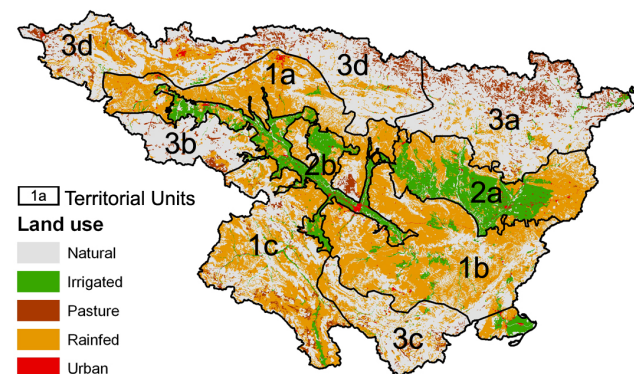 3d
1a
3d
3a
3b
2b
2a
1c
1b
3c
1a Territorial Units
Land use
Natural
Irrigated
Pasture
Rainfed
Urban